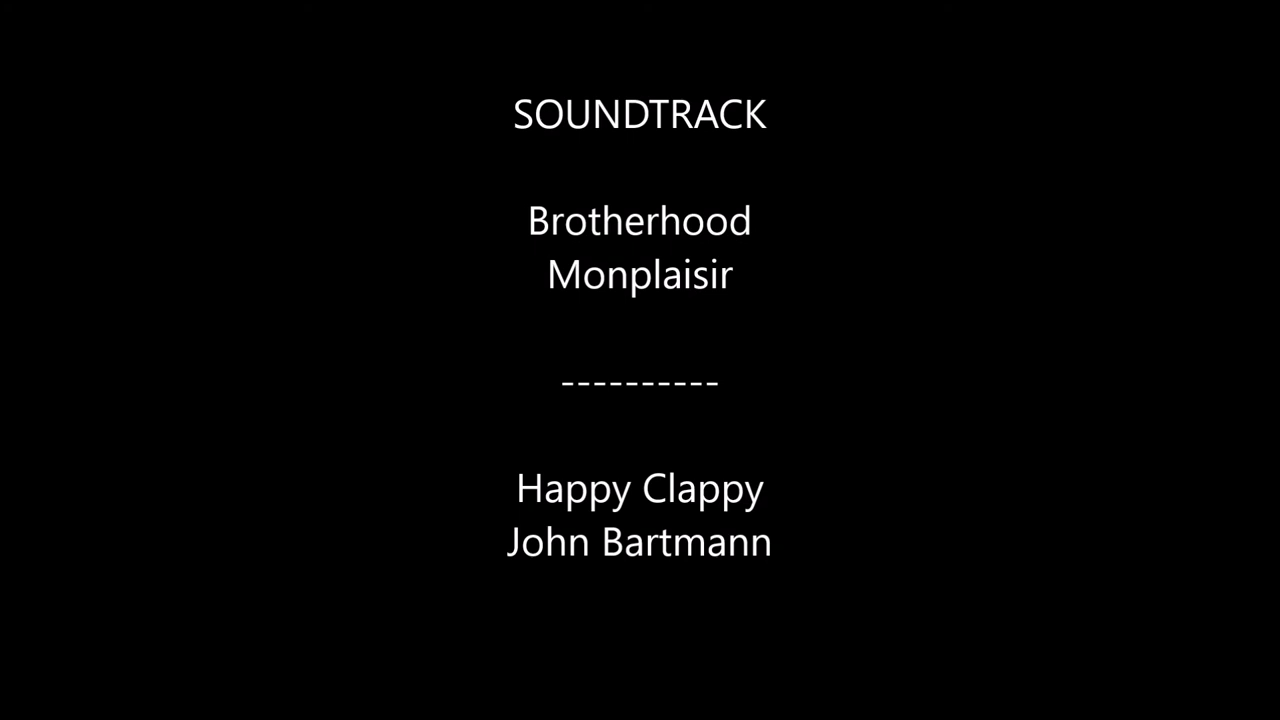 SOUNDTRACK
Brotherhood
Monplaisir
----------
Happy Clappy
John Bartmann